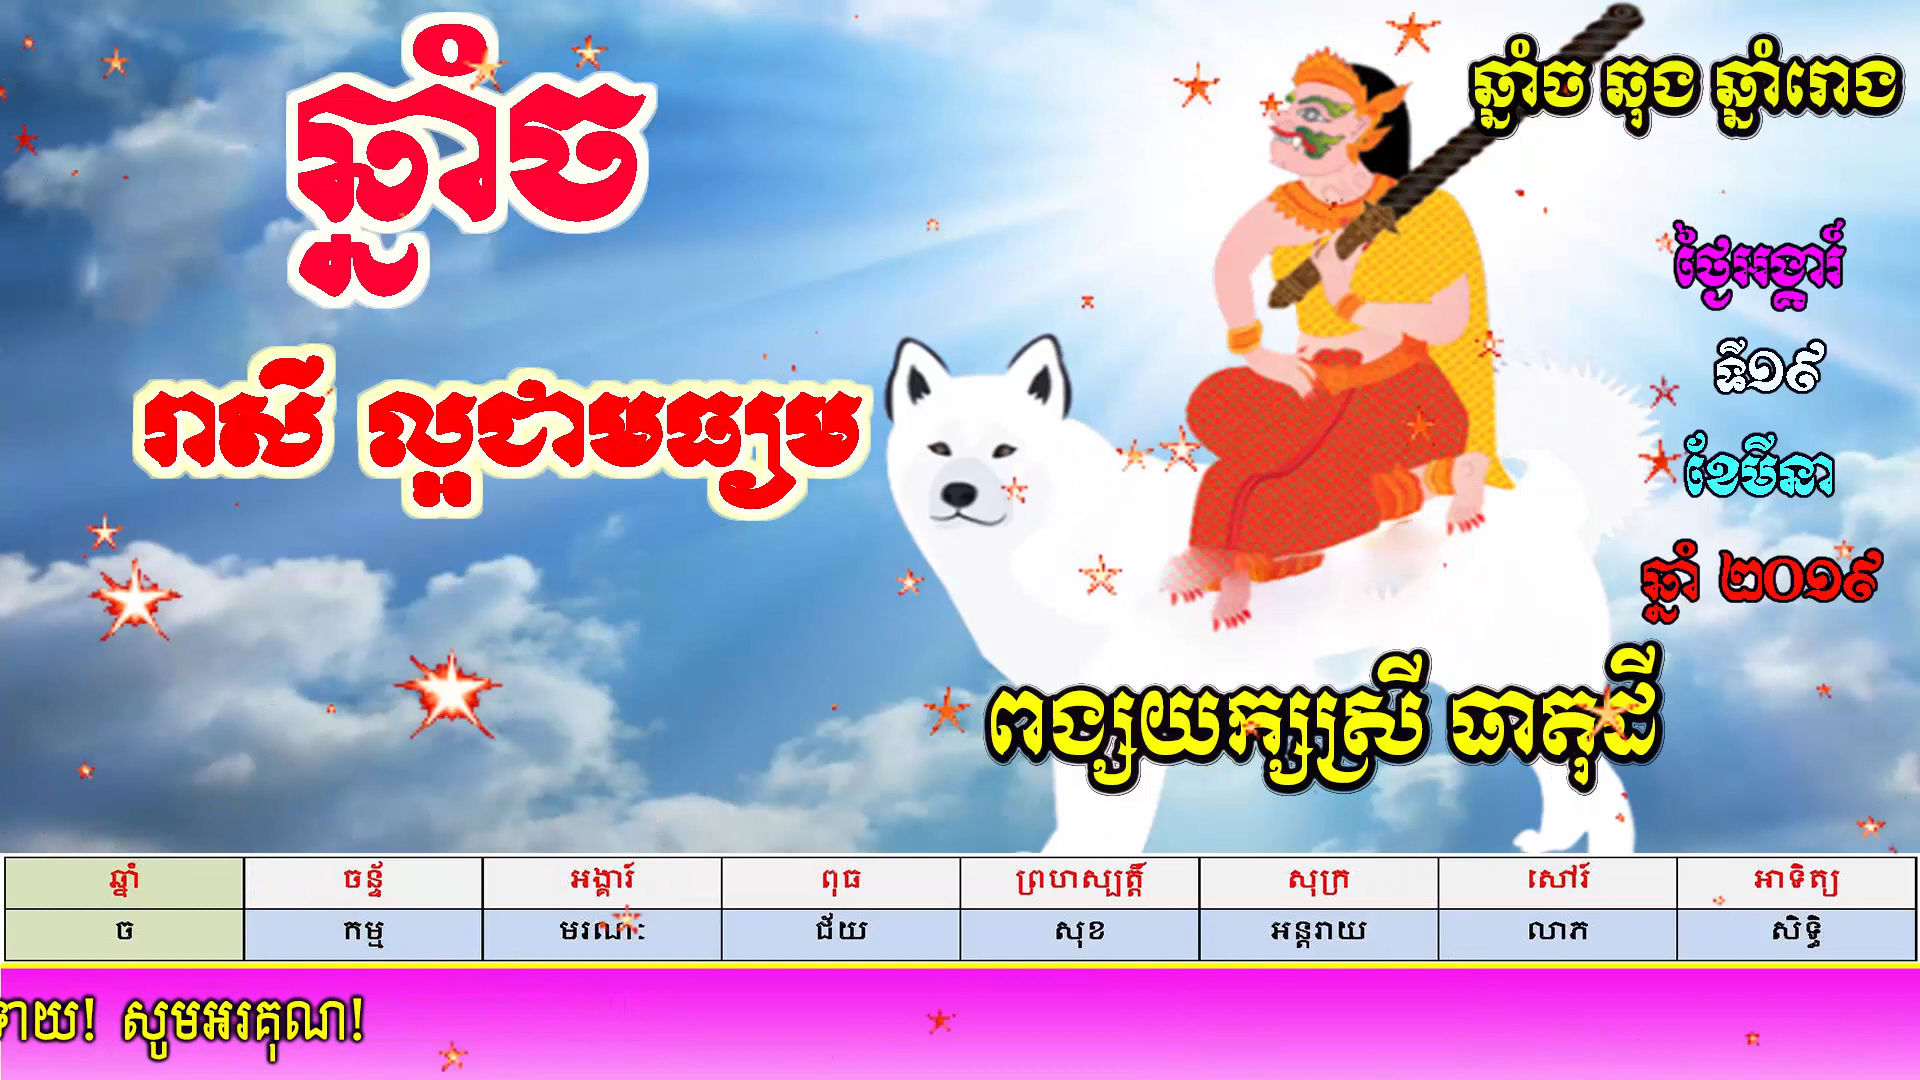 ឆ្នាំច
រាសី ល្អជាមធ្យម
ឆ្នាំច ឆុង ឆ្នាំរោង
ថ្ងៃអង្គារ៍
ទី១៩
ខែមីនា
ឆ្នាំ ២០១៩
ពង្សយក្សស្រី ធាតុដី
ឆ្នាំ ចន្ទ័ អង្គារ៍ ពុធ ព្រហស្បត្តិ៍ សុក្រ សៅរ៍ អាទិត្យ
ច កម្ម មរណៈ ជ័យ សុខ អន្តរាយ លាភ សិទ្ធិ
ទាយ! សូមអរគុណ!